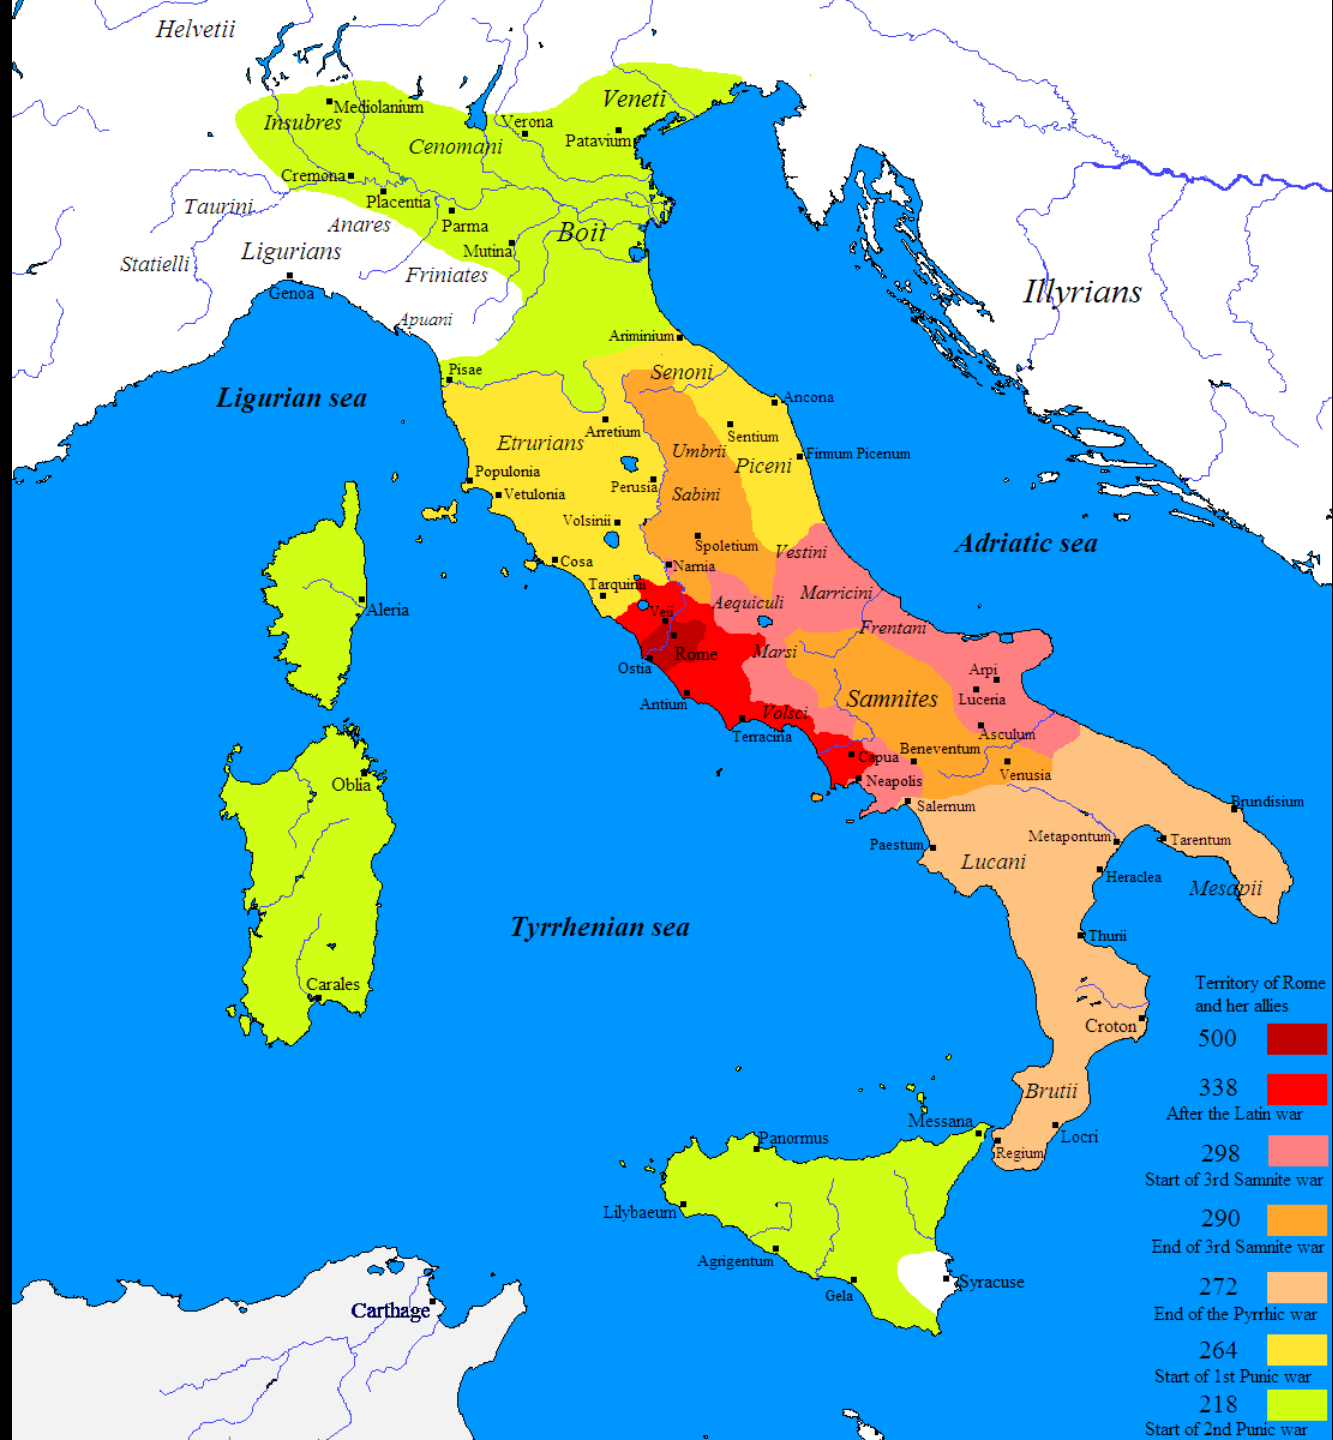 Helvetii
Veneti
Mediolanium
Insubres
Verona
Cenomani
Patavium
Cremona
Placentia
Taurini
Anares
Parma
Boii
Ligurians
Mutina
Statielli
Friniates
Genoa
Illyrians
Apuani
Ariminium
Pisae
Senoni
Ligurian sea
Ancona
Arretium
Sentium
Etrurians
Umbrii
Firmum Picenum
Piceni
Populonia
Perusia
Vetulonia
Sabini
Volsinii
Spoletium
Adriatic sea
Vestini
Cosa
Narnia
Tarquinii
Aequiculi
Marricini
Aleria
Veii
Frentani
Rome
Marsi
Ostia
Arpi
Samnites
Luceria
Antium
Volsci
Terracina
Asculum
Beneventum
Capua
Venusia
Neapolis
Oblia
Salernum
Brundisium
Metapontum
Tarentum
Paestum
Lucani
Heraclea
Mesapii
Tyrrhenian sea
Thurii
Carales
Croton
Brutii
Messana
Locri
Panormus
Regium
Lilybaeum
Agrigentum
Syracuse
Gela
Carthage
Territory of Rome
and her allies
500
338
After the Latin war
298
Start of 3rd Samnite war
290
End of 3rd Samnite war
272
End of the Pyrrhic war
264
Start of 1st Punic war
218
Start of 2nd Punic war